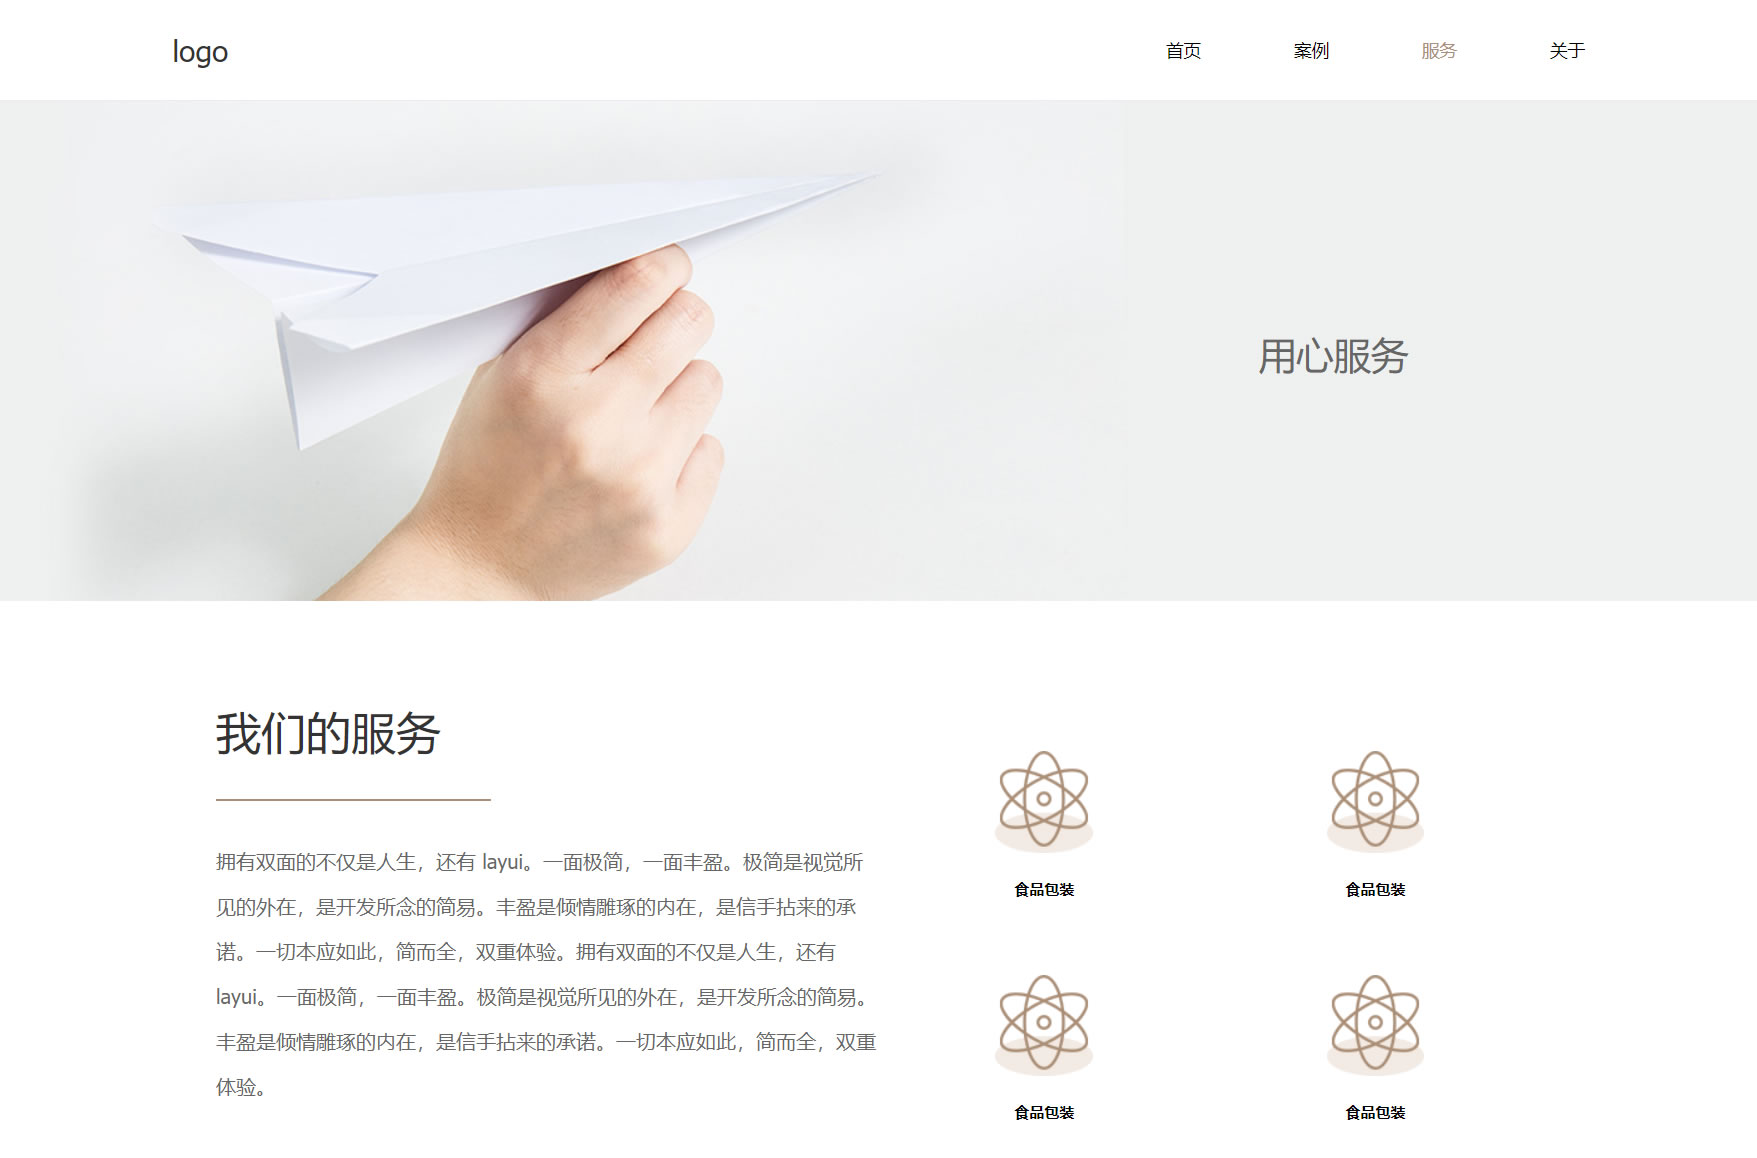 logo
首页 案例 服务 关于
用心服务
我们的服务
拥有双面的不仅是人生，还有 layui。一面极简，一面丰盈。极简是视觉所
见的外在，是开发所念的简易。丰盈是倾情雕琢的内在，是信手拈来的承
诺。一切本应如此，简而全，双重体验。拥有双面的不仅是人生，还有
layui。一面极简，一面丰盈。极简是视觉所见的外在，是开发所念的简易。
丰盈是倾情雕琢的内在，是信手拈来的承诺。一切本应如此，简而全，双重
体验。
食品包装 食品包装
食品包装 食品包装